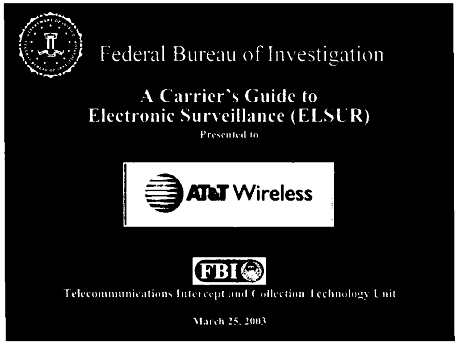 Federal Bureau of Investigation
A Carrier's Guide to
Electronic Surveillance (ELSUR)
Presented to
AT&T Wireless
FBI
Telecommunications Intercept and Collection Technology Unit
March 25, 2003